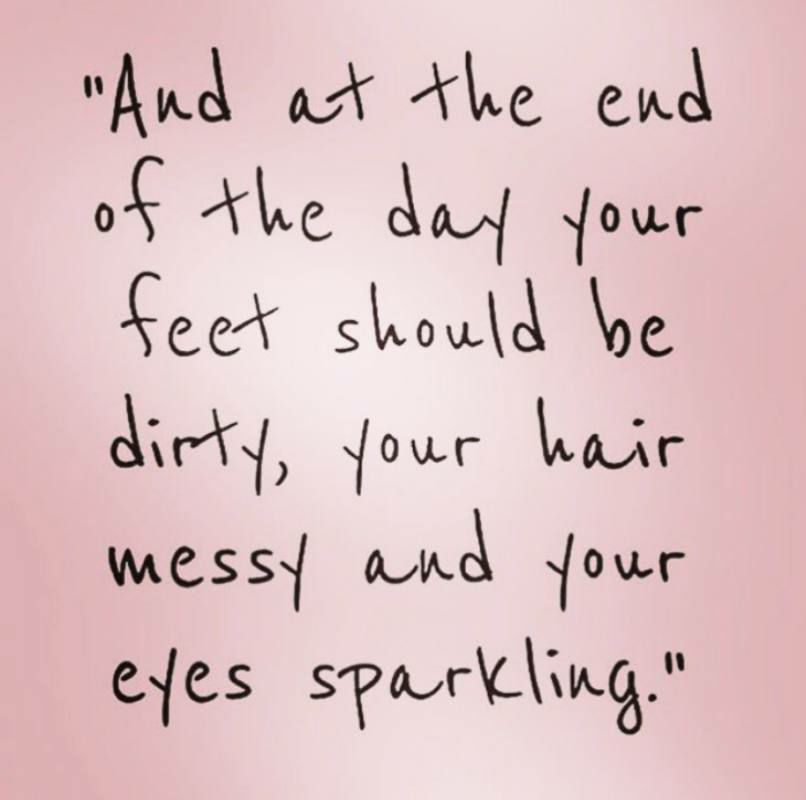 "And at the end
of the day your
feet should be
dirty, your hair
messy and your
eyes sparkling."